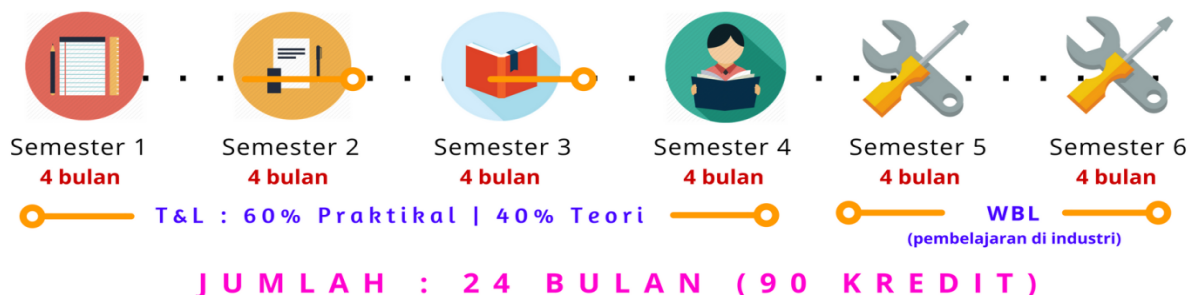 Semester 1 Semester 2 Semester 3 Semester 4 Semester 5 Semester 6
4 bulan 4 bulan 4 bulan 4 bulan 4 bulan 4 bulan
T&L : 60% Praktikal | 40% Teori WBL
(pembelajaran di industri)
JUMLAH : 24 BULAN (90 KREDIT)